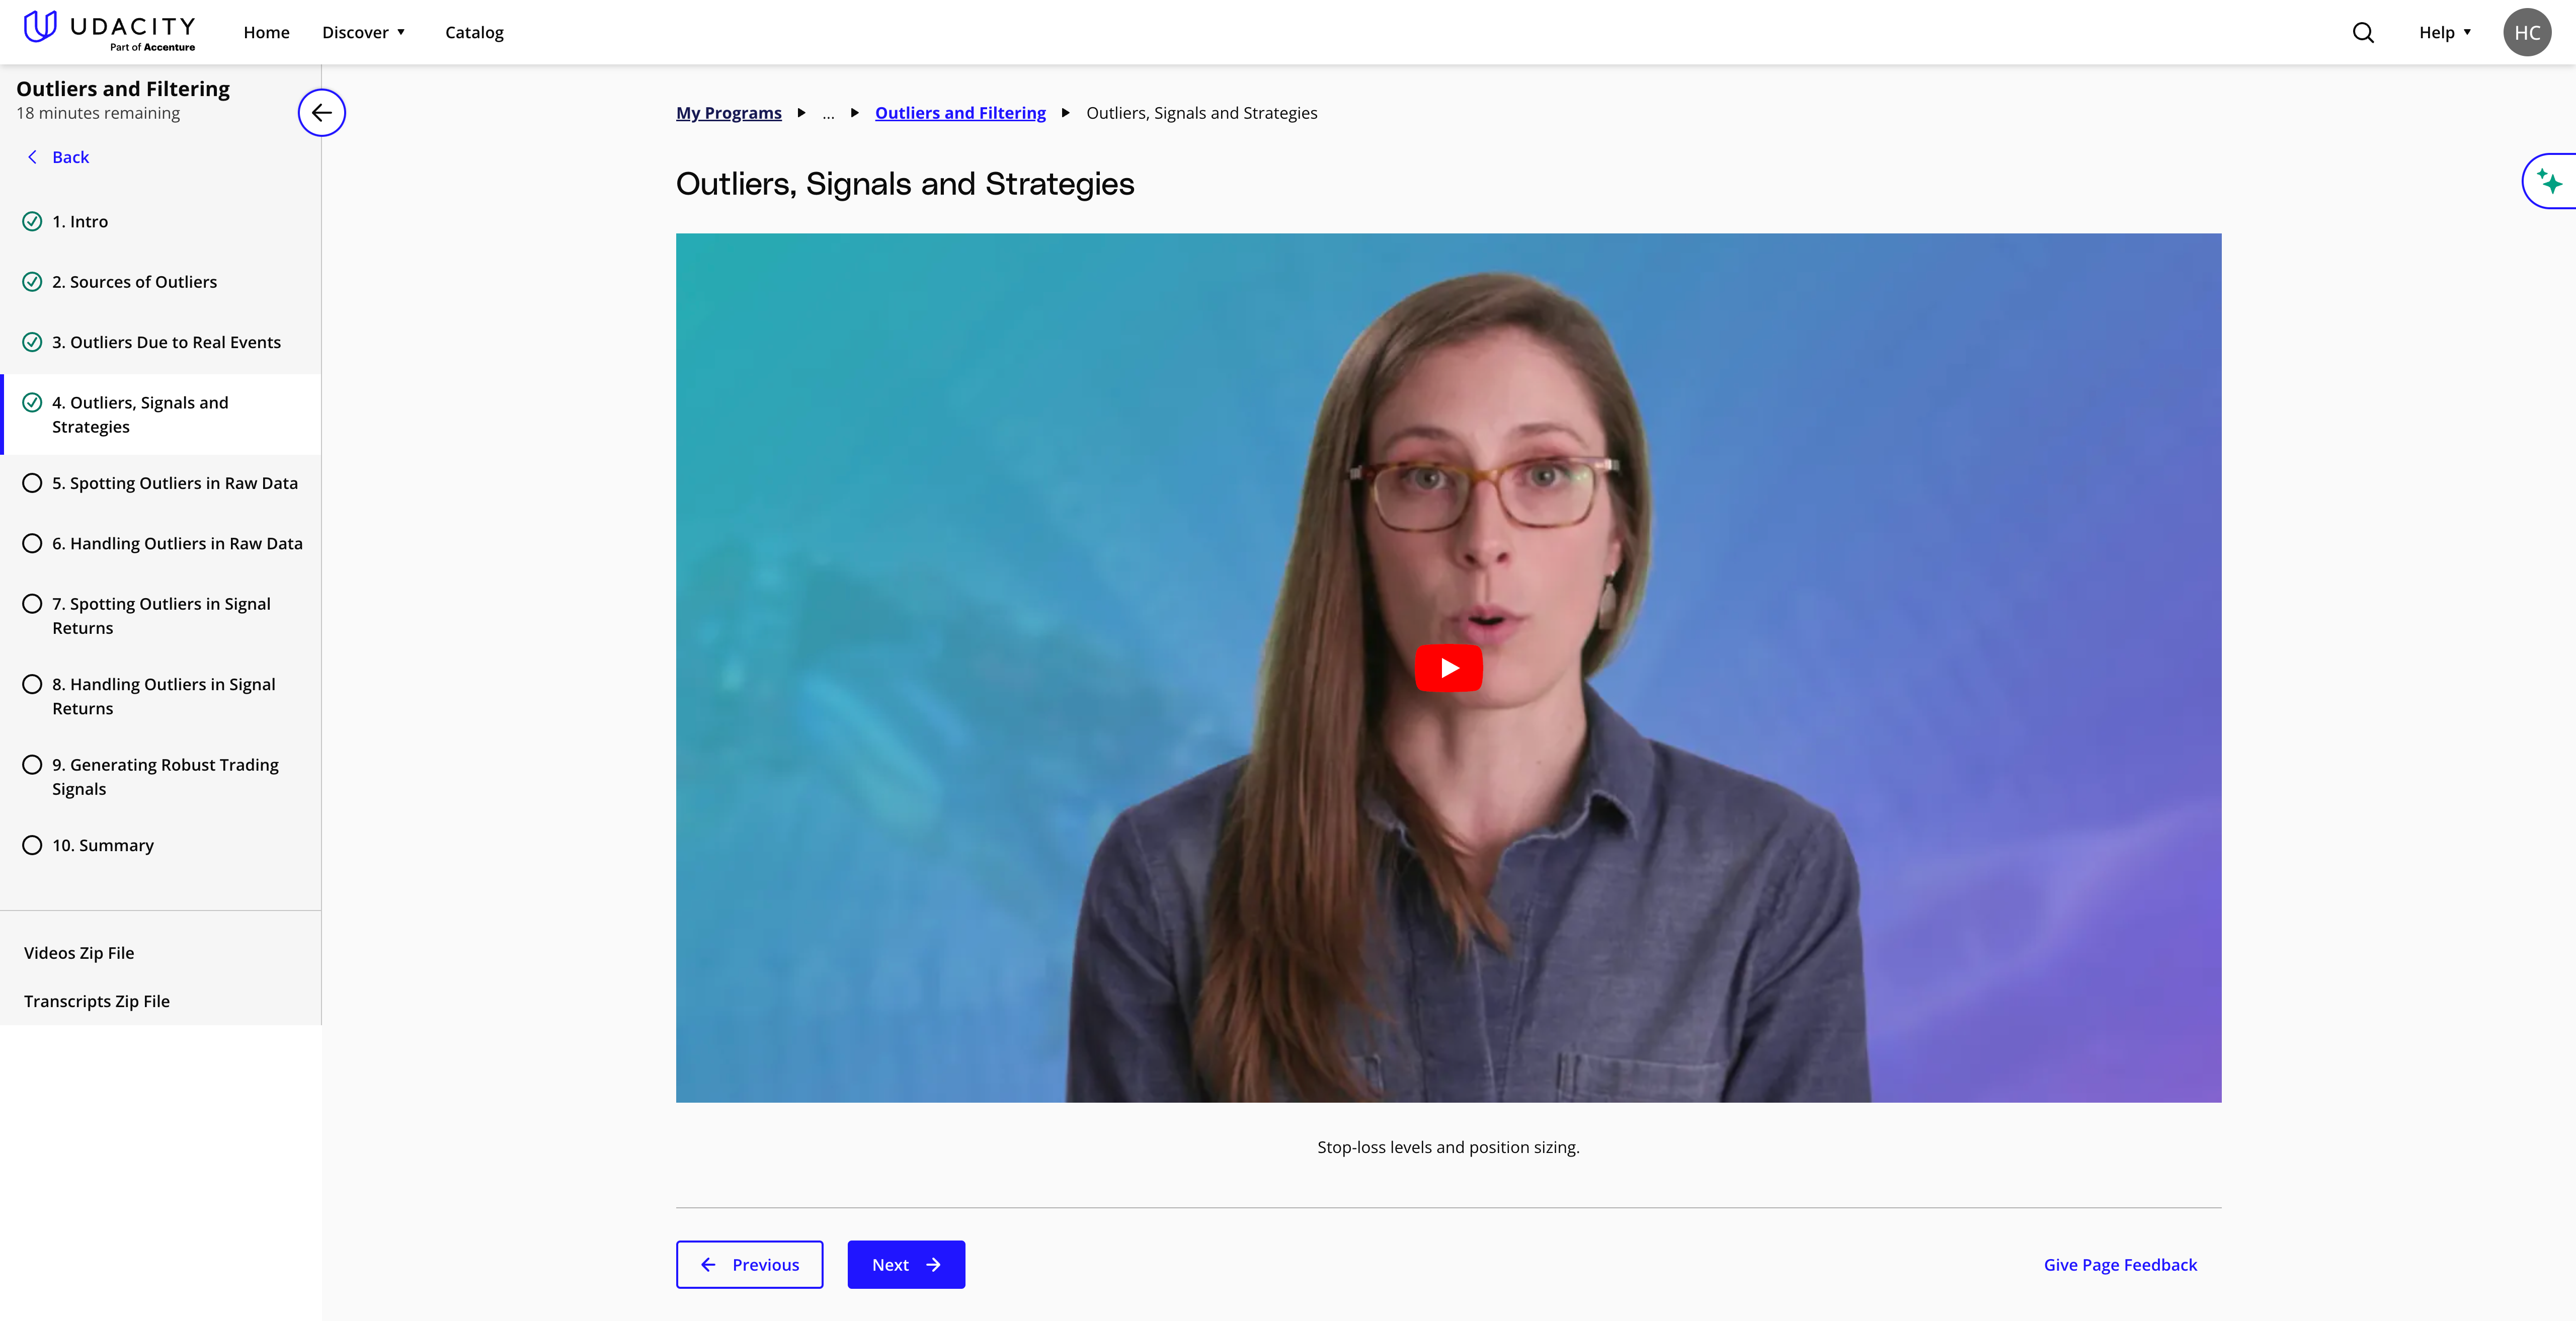 UDACITY
Part of Accenture
Home
Discover
Catalog
Help
HC
Outliers and Filtering
18 minutes remaining
Back
1. Intro
2. Sources of Outliers
3. Outliers Due to Real Events
4. Outliers, Signals and
Strategies
5. Spotting Outliers in Raw Data
6. Handling Outliers in Raw Data
7. Spotting Outliers in Signal
Returns
8. Handling Outliers in Signal
Returns
9. Generating Robust Trading
Signals
10. Summary
Videos Zip File
Transcripts Zip File
My Programs ... Outliers and Filtering Outliers, Signals and Strategies
Outliers, Signals and Strategies
Stop-loss levels and position sizing.
Previous
Next
Give Page Feedback